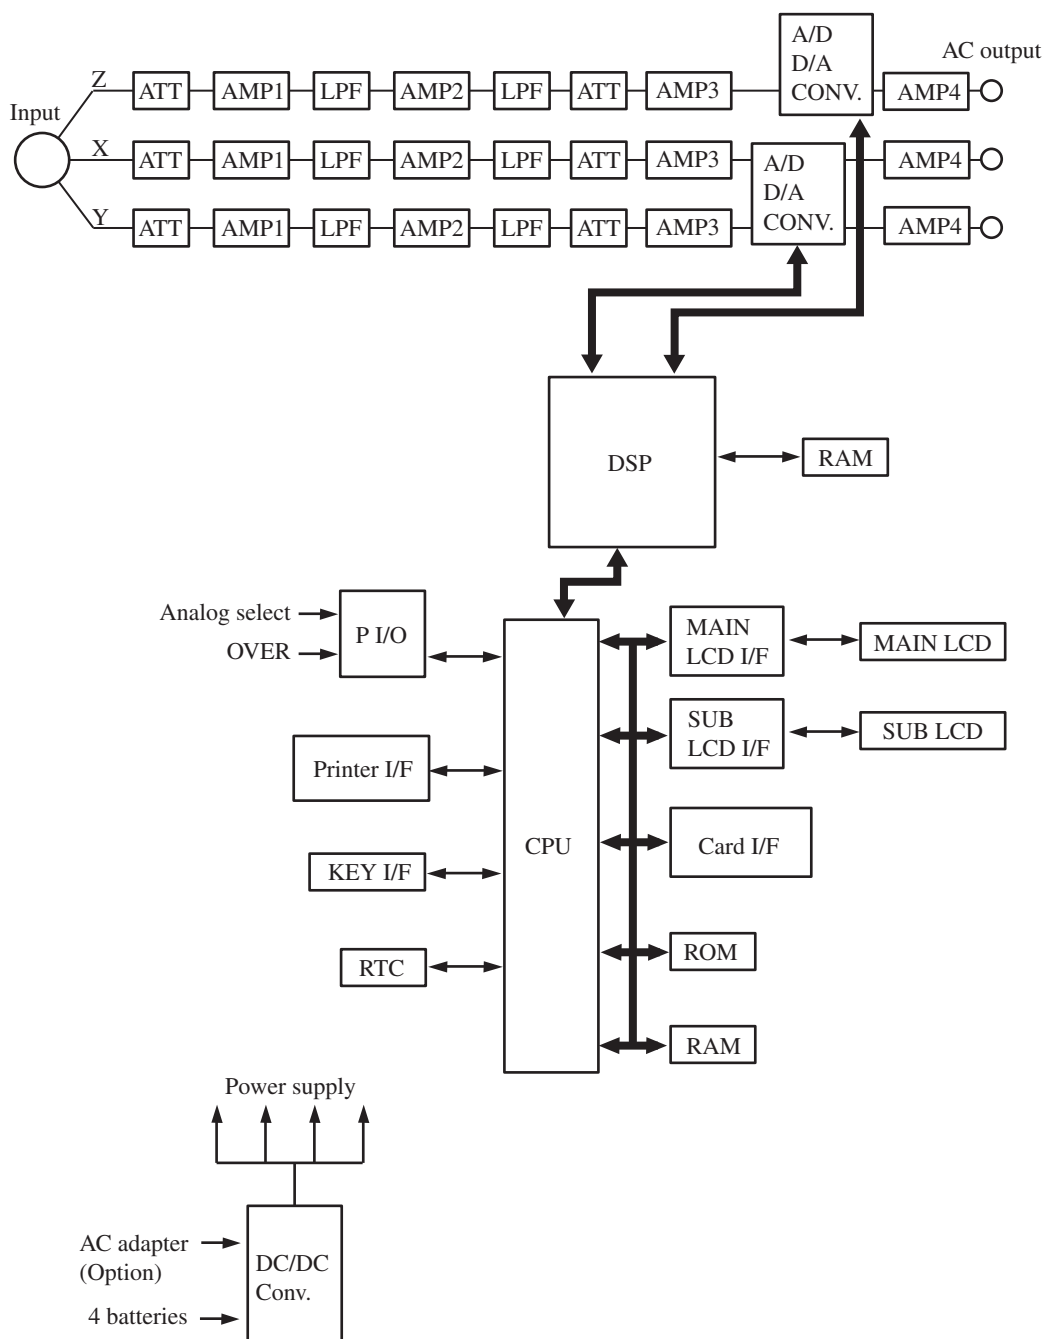 A/D
D/A
CONV.
AC output
Input
Z
ATT
AMP1
LPF
AMP2
LPF
ATT
AMP3
AMP4
X
ATT
AMP1
LPF
AMP2
LPF
ATT
AMP3
A/D
D/A
CONV.
AMP4
Y
ATT
AMP1
LPF
AMP2
LPF
ATT
AMP3
AMP4
DSP
RAM
Analog select
OVER
P I/O
MAIN
LCD I/F
MAIN LCD
SUB
LCD I/F
SUB LCD
Printer I/F
CPU
Card I/F
KEY I/F
ROM
RTC
RAM
Power supply
AC adapter
(Option)
DC/DC
Conv.
4 batteries